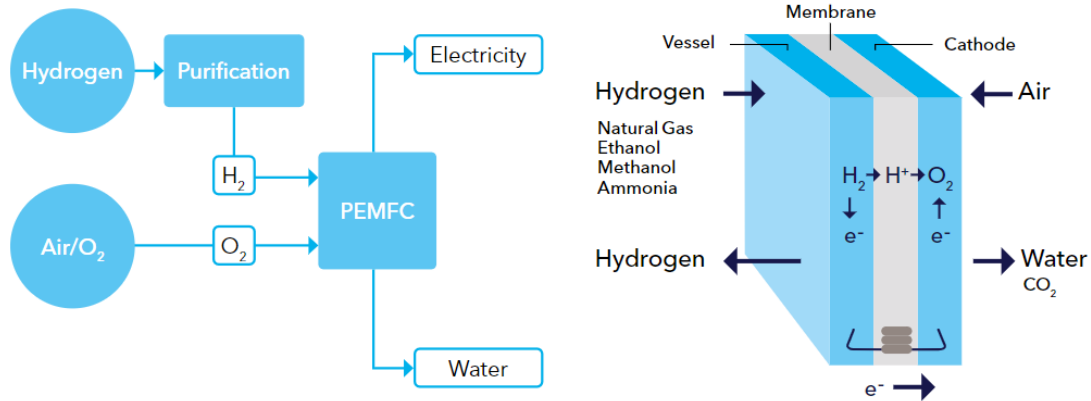 Hydrogen
Purification
Electricity
H2
PEMFC
Air/O2
O2
Water
Membrane
Vessel
Cathode
Hydrogen
Air
Natural Gas
Ethanol
Methanol
Ammonia
H2
H+
O2
e-
e-
Hydrogen
Water
CO2
e-